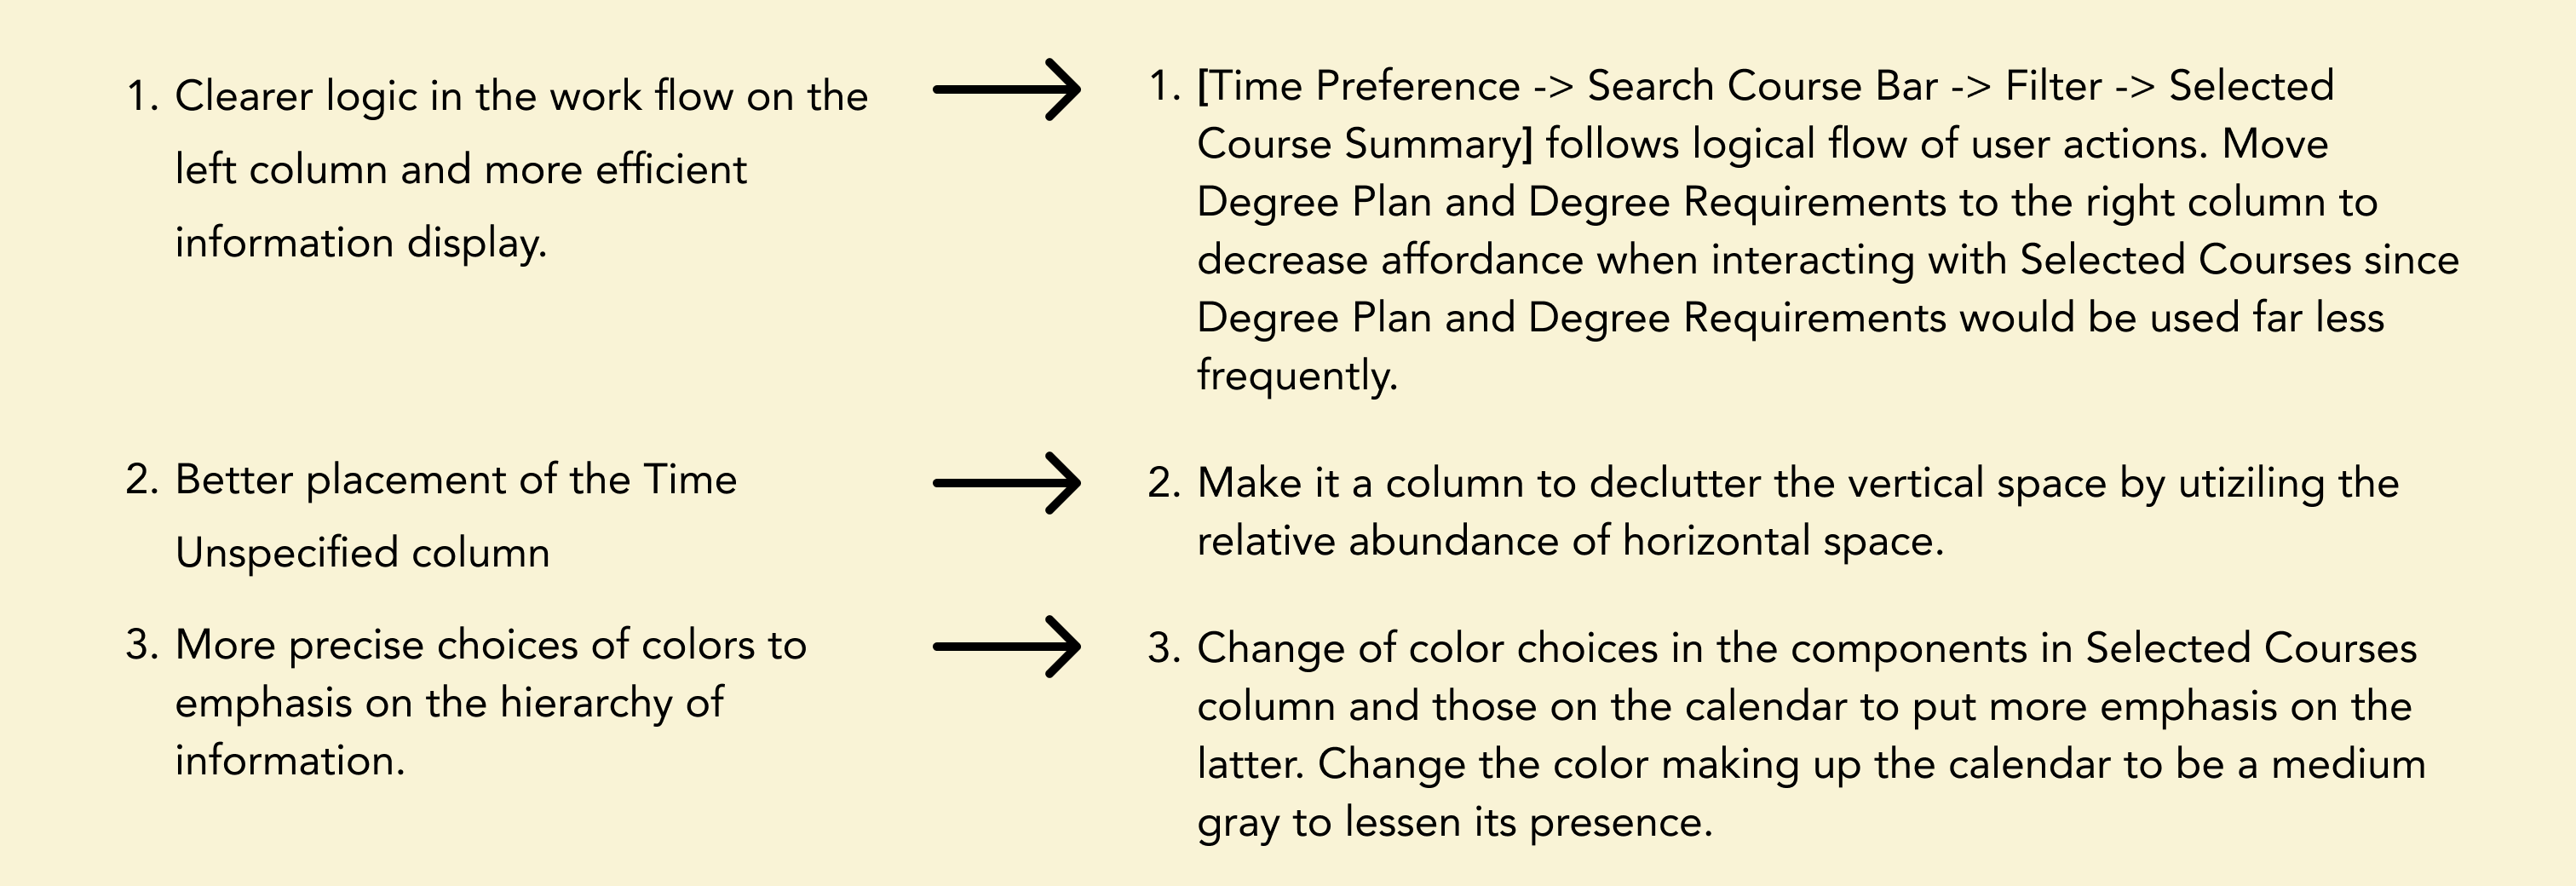 1. Clearer logic in the work flow on the
left column and more efficient
information display.
1. [Time Preference -> Search Course Bar -> Filter -> Selected
Course Summary] follows logical flow of user actions. Move
Degree Plan and Degree Requirements to the right column to
decrease affordance when interacting with Selected Courses since
Degree Plan and Degree Requirements would be used far less
frequently.
2. Better placement of the Time
Unspecified column
2. Make it a column to declutter the vertical space by utiziling the
relative abundance of horizontal space.
3. More precise choices of colors to
emphasis on the hierarchy of
information.
3. Change of color choices in the components in Selected Courses
column and those on the calendar to put more emphasis on the
latter. Change the color making up the calendar to be a medium
gray to lessen its presence.